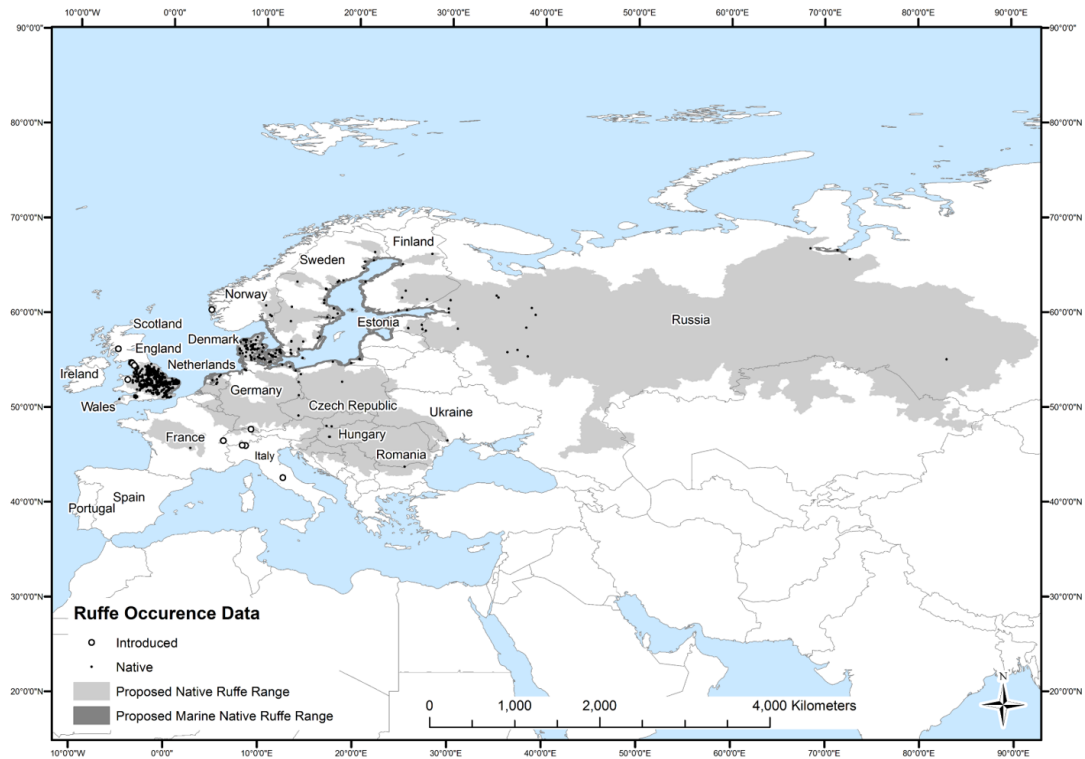 10°0'0"W 0°0'0" 10°0'0"E 20°0'0"E 30°0'0"E 40°0'0"E 50°0'0"E 60°0'0"E 70°0'0"E 80°0'0"E 90°0'0"E
90°0'0"N 90°0'0"N
80°0'0"N 80°0'0"N
70°0'0"N 70°0'0"N
Finland
Sweden
Norway
60°0'0"N 60°0'0"N
Scotland Estonia Russia
England Denmark
Ireland Netherlands
Germany
Wales Czech Republic
50°0'0"N 50°0'0"N
Ukraine
France Hungary
Italy Romania
Spain
40°0'0"N 40°0'0"N
Portugal
30°0'0"N 30°0'0"N
Ruffe Occurence Data
Introduced
Native
N
20°0'0"N 20°0'0"N
Proposed Native Ruffe Range
0 1,000 2,000 4,000 Kilometers
Proposed Marine Native Ruffe Range
10°0'0"W 0°0'0" 10°0'0"E 20°0'0"E 30°0'0"E 40°0'0"E 50°0'0"E 60°0'0"E 70°0'0"E 80°0'0"E 90°0'0"E